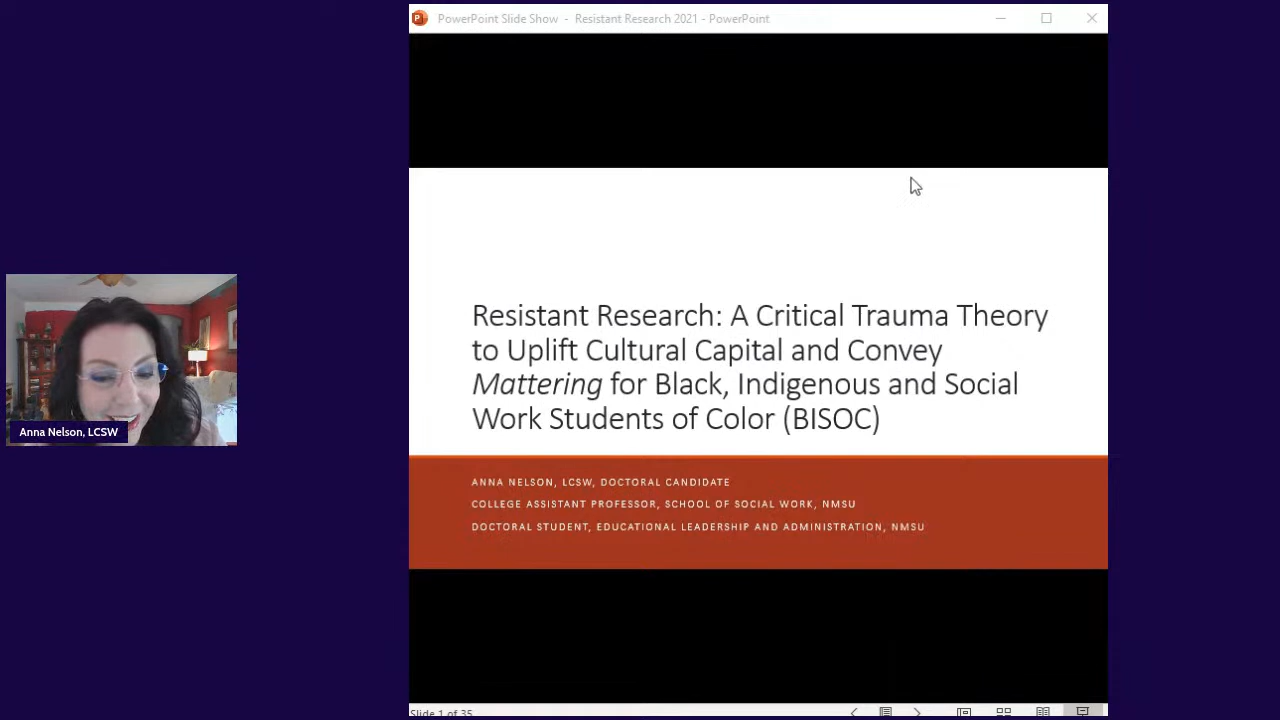 PowerPoint Slide Show - Resistant Research 2021 - PowerPoint
Resistant Research: A Critical Trauma Theory
to Uplift Cultural Capital and Convey
Mattering for Black, Indigenous and Social
Work Students of Color (BISOC)
ANNA NELSON, LCSW, DOCTORAL CANDIDATE
COLLEGE ASSISTANT PROFESSOR, SCHOOL OF SOCIAL WORK, NMSU
DOCTORAL STUDENT, EDUCATIONAL LEADERSHIP AND ADMINISTRATION, NMSU
Anna Nelson, LCSW
Slide 1 of 35